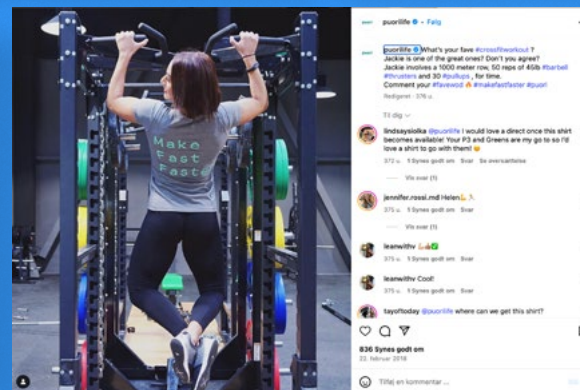 Make
Fast
Faste
puorilife • Følg
puorilife What's your fave #crossfitworkout ?
Jackie is one of the great ones? Don't you agree?
Jackie involves a 1000 meter row, 50 reps of 45lb #barbell
#thrusters and 30 #pullups , for time.
Comment your #favewod 🔥 #makefastfaster #puori
Redigeret · 376 u.
Til dig
lindsaysiolka @puorilife I would love a direct once this shirt
becomes available! Your P3 and Greens are my go to so I'd
love a shirt to go with them! 😀
372 u. 1 Synes godt om Svar Se oversættelse
Vis svar (1)
jennifer.rossi.md Helen💪🏃
375 u. 1 Synes godt om Svar
Vis svar (1)
leanwithv 💪👍✅
375 u. 1 Synes godt om Svar
leanwithv Cool!
375 u. 1 Synes godt om Svar
tayoftoday @puorilife where can we get this shirt?
836 Synes godt om
22. februar 2018
Tilføj en kommentar ...